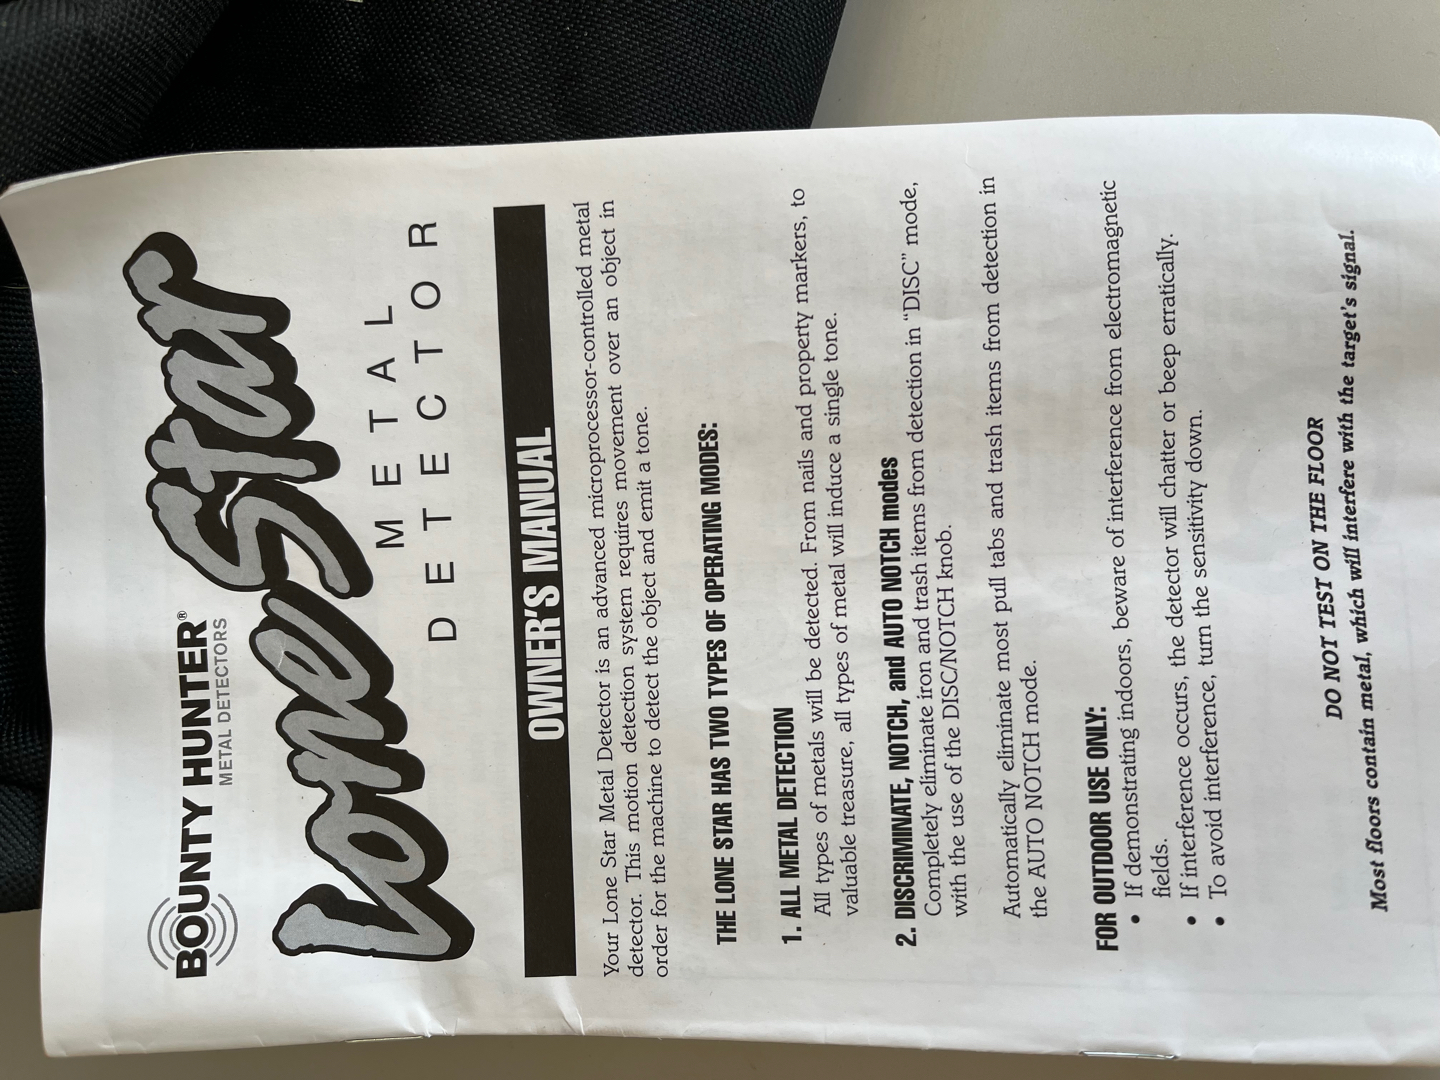 BOUNTY HUNTER®
METAL DETECTORS
Lone Star
METAL
DETECTOR
OWNER'S MANUAL
Your Lone Star Metal Detector is an advanced microprocessor-controlled metal
detector. This motion detection system requires movement over an object in
order for the machine to detect the object and emit a tone.
THE LONE STAR HAS TWO TYPES OF OPERATING MODES:
1. ALL METAL DETECTION
All types of metals will be detected. From nails and property markers, to
valuable treasure, all types of metal will induce a single tone.
2. DISCRIMINATE, NOTCH, and AUTO NOTCH modes
Completely eliminate iron and trash items from detection in “DISC” mode,
with the use of the DISC/NOTCH knob.
Automatically eliminate most pull tabs and trash items from detection in
the AUTO NOTCH mode.
FOR OUTDOOR USE ONLY:
• If demonstrating indoors, beware of interference from electromagnetic
fields.
• If interference occurs, the detector will chatter or beep erratically.
• To avoid interference, turn the sensitivity down.
DO NOT TEST ON THE FLOOR
Most floors contain metal, which will interfere with the target's signal.